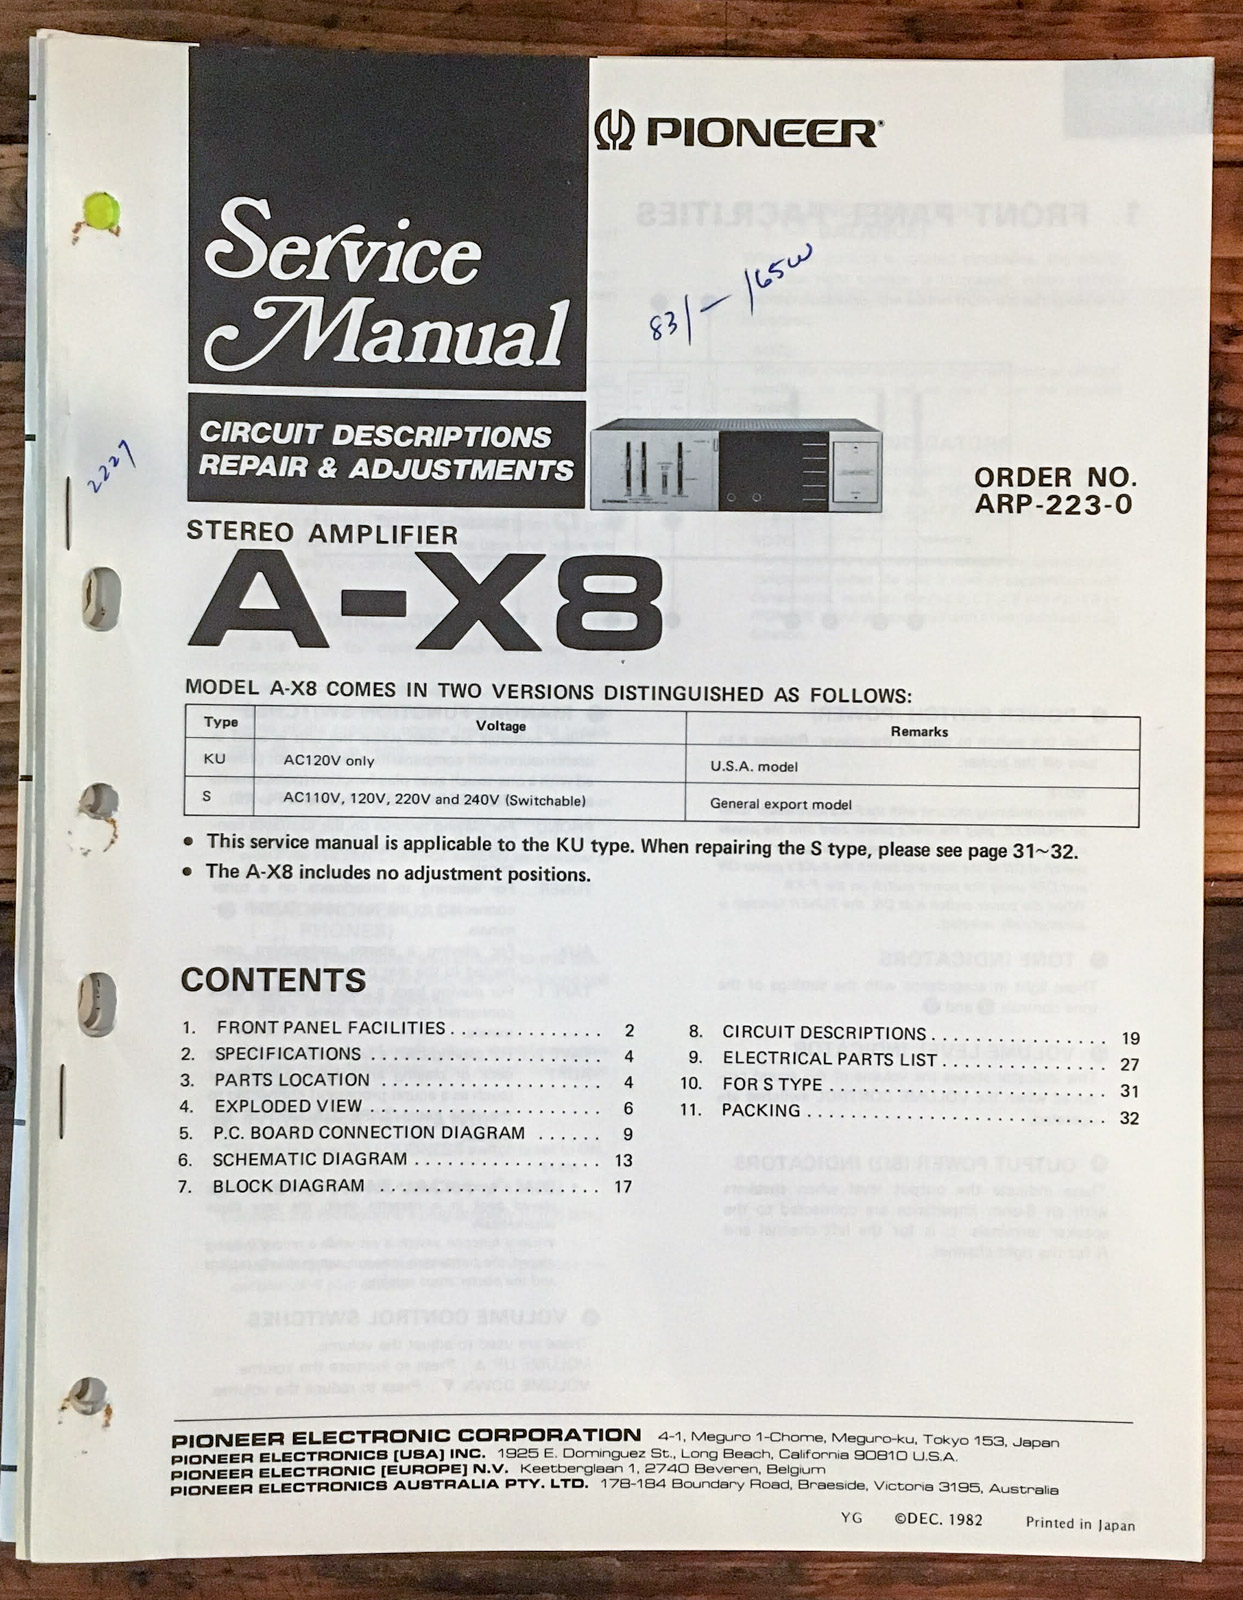 PIONEER
Service
Manual
83/ — 165W
CIRCUIT DESCRIPTIONS
REPAIR & ADJUSTMENTS
2227
PIONEER
ORDER NO.
ARP-223-0
STEREO AMPLIFIER
A-X8
MODEL A-X8 COMES IN TWO VERSIONS DISTINGUISHED AS FOLLOWS:
Type Voltage Remarks
KU AC120V only U.S.A. model
S AC110V, 120V, 220V and 240V (Switchable) General export model
• This service manual is applicable to the KU type. When repairing the S type, please see page 31~32.
• The A-X8 includes no adjustment positions.
CONTENTS
1. FRONT PANEL FACILITIES . . . . . . . . . . . . . . 2
2. SPECIFICATIONS . . . . . . . . . . . . . . . . . . . . . 4
3. PARTS LOCATION . . . . . . . . . . . . . . . . . . . . 4
4. EXPLODED VIEW . . . . . . . . . . . . . . . . . . . . . 6
5. P.C. BOARD CONNECTION DIAGRAM . . . . . . 9
6. SCHEMATIC DIAGRAM . . . . . . . . . . . . . . . . . 13
7. BLOCK DIAGRAM . . . . . . . . . . . . . . . . . . . . 17
8. CIRCUIT DESCRIPTIONS . . . . . . . . . . . . . . . . 19
9. ELECTRICAL PARTS LIST . . . . . . . . . . . . . . . 27
10. FOR S TYPE . . . . . . . . . . . . . . . . . . . . . . . . . 31
11. PACKING . . . . . . . . . . . . . . . . . . . . . . . . . . . 32
PIONEER ELECTRONIC CORPORATION 4-1, Meguro 1-Chome, Meguro-ku, Tokyo 153, Japan
PIONEER ELECTRONICS [USA] INC. 1925 E. Dominguez St., Long Beach, California 90810 U.S.A.
PIONEER ELECTRONIC [EUROPE] N.V. Keetberglaan 1, 2740 Beveren, Belgium
PIONEER ELECTRONICS AUSTRALIA PTY. LTD. 178-184 Boundary Road, Braeside, Victoria 3195, Australia
YG ©DEC. 1982 Printed in Japan